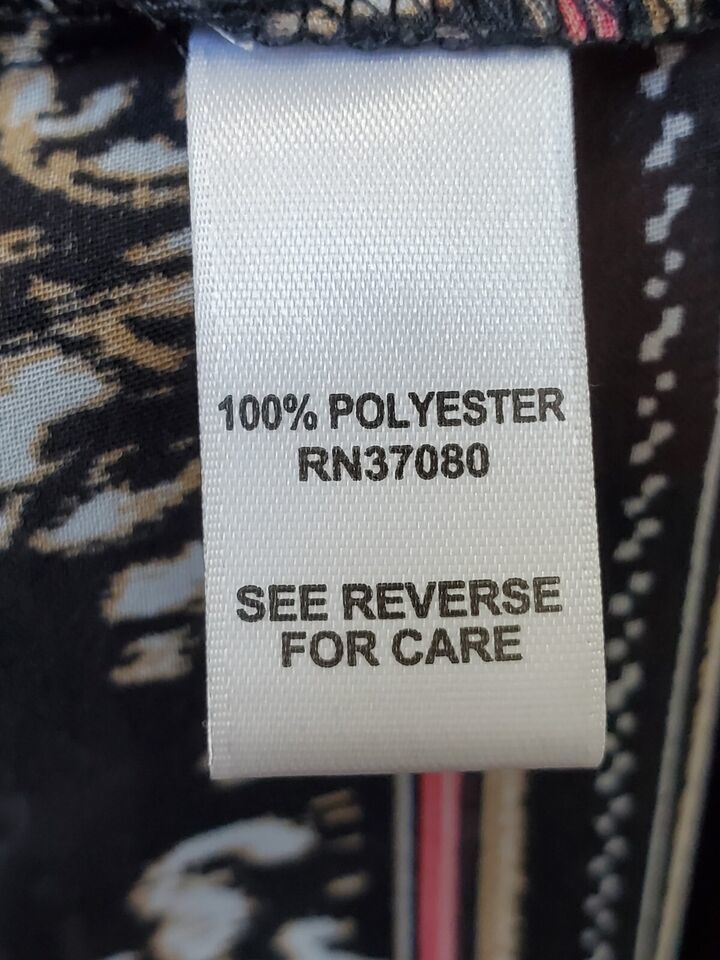 100% POLYESTER
RN37080
SEE REVERSE
FOR CARE